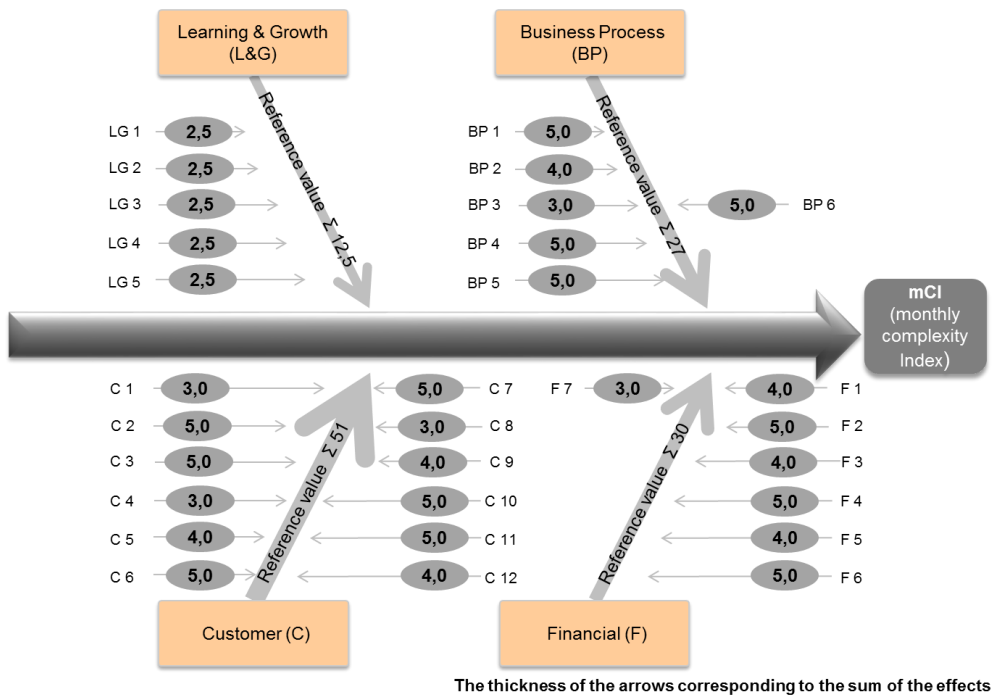 Learning & Growth
(L&G)
Business Process
(BP)
Reference value Σ 12,5
LG 1 2,5
LG 2 2,5
LG 3 2,5
LG 4 2,5
LG 5 2,5
Reference value Σ 27
BP 1 5,0
BP 2 4,0
BP 3 3,0
5,0 BP 6
BP 4 5,0
BP 5 5,0
mCI
(monthly
complexity
Index)
C 1 3,0
C 2 5,0
C 3 5,0
C 4 3,0
C 5 4,0
C 6 5,0
Reference value Σ 51
5,0 C 7
3,0 C 8
4,0 C 9
5,0 C 10
5,0 C 11
4,0 C 12
F 7 3,0
Reference value Σ 30
4,0 F 1
5,0 F 2
4,0 F 3
5,0 F 4
4,0 F 5
5,0 F 6
Customer (C)
Financial (F)
The thickness of the arrows corresponding to the sum of the effects